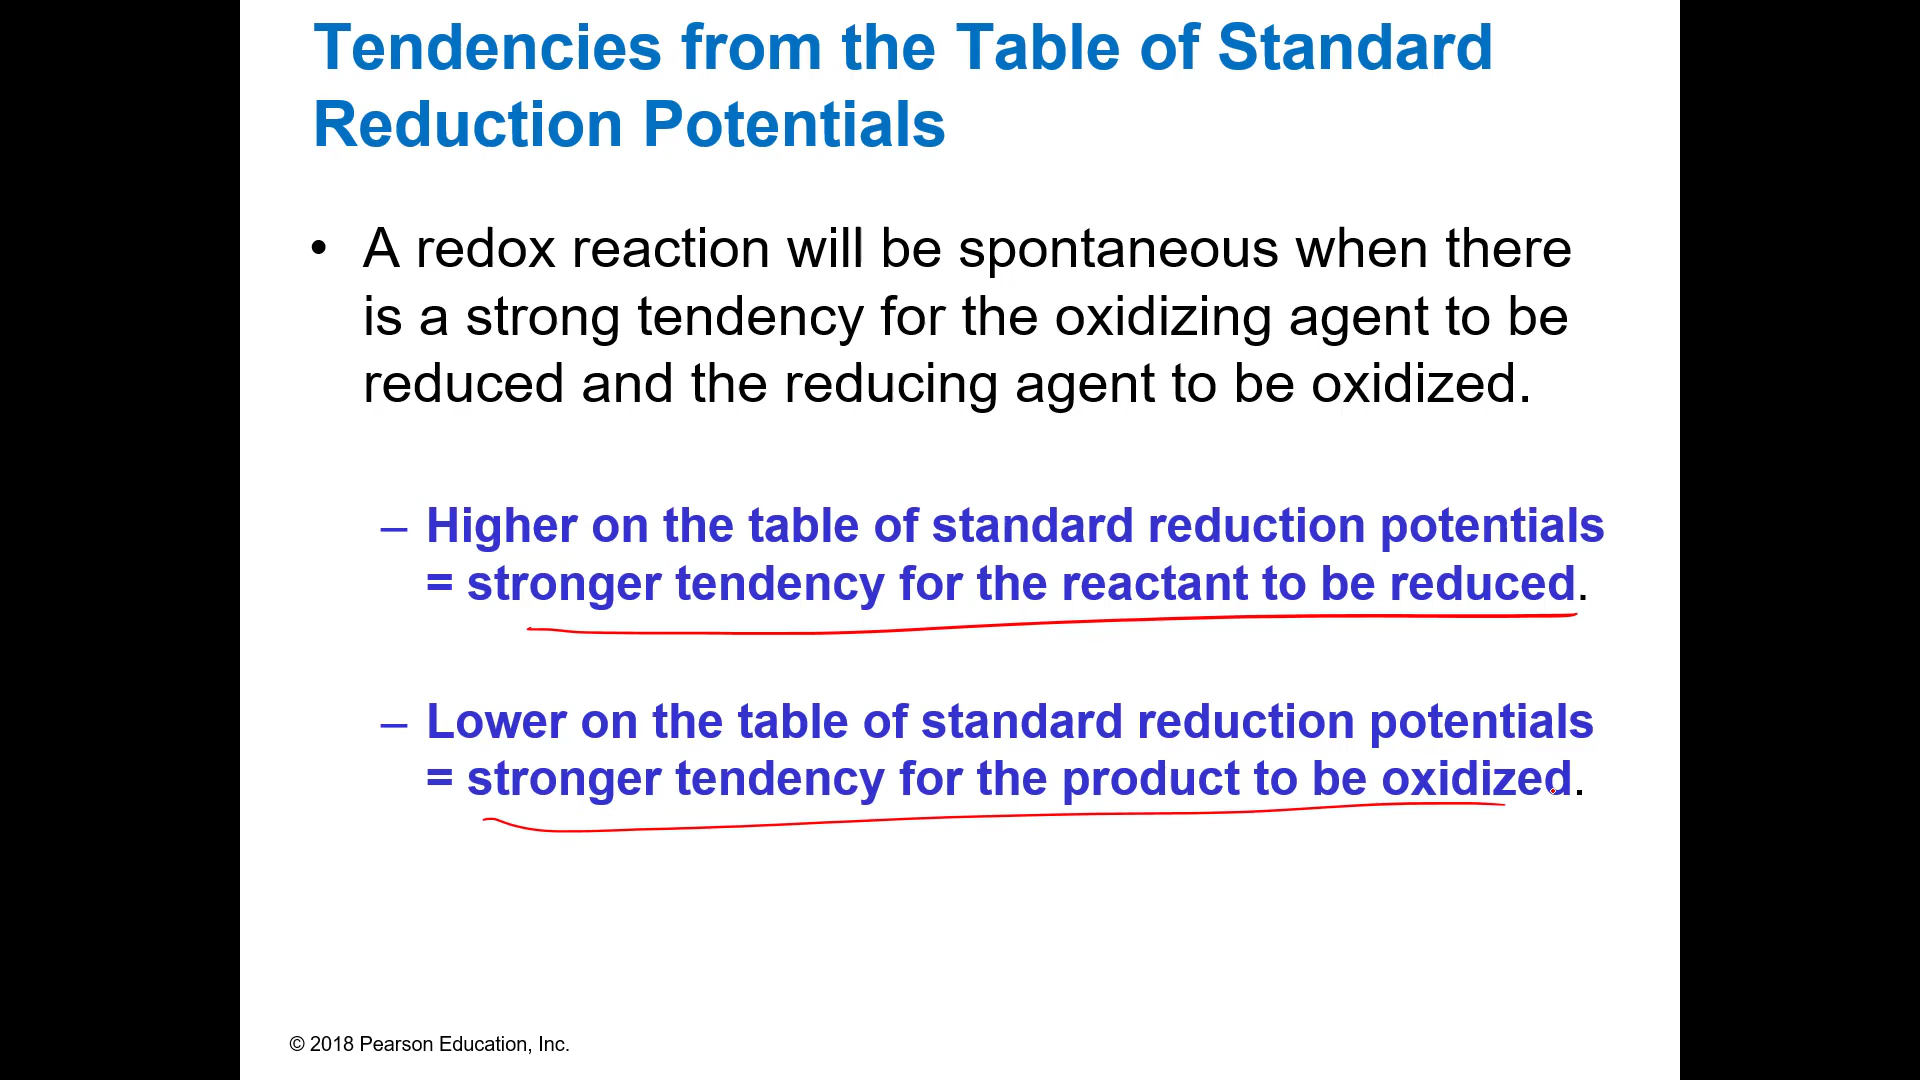 Tendencies from the Table of Standard
Reduction Potentials
• A redox reaction will be spontaneous when there
is a strong tendency for the oxidizing agent to be
reduced and the reducing agent to be oxidized.
– Higher on the table of standard reduction potentials
= stronger tendency for the reactant to be reduced.
– Lower on the table of standard reduction potentials
= stronger tendency for the product to be oxidized.
© 2018 Pearson Education, Inc.